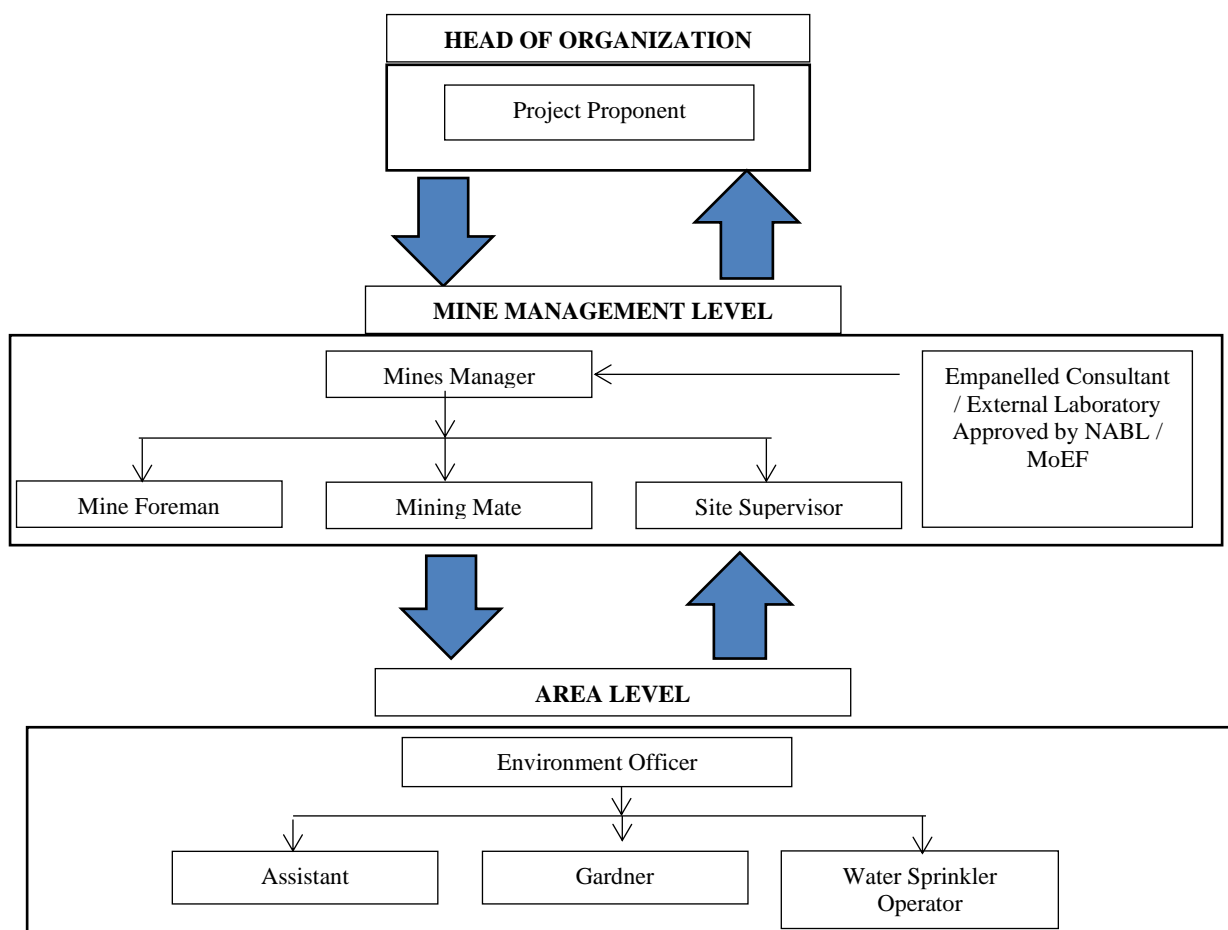 HEAD OF ORGANIZATION
Project Proponent
MINE MANAGEMENT LEVEL
Mines Manager
Empanelled Consultant
/ External Laboratory
Approved by NABL /
MoEF
Mine Foreman
Mining Mate
Site Supervisor
AREA LEVEL
Environment Officer
Assistant
Gardner
Water Sprinkler
Operator